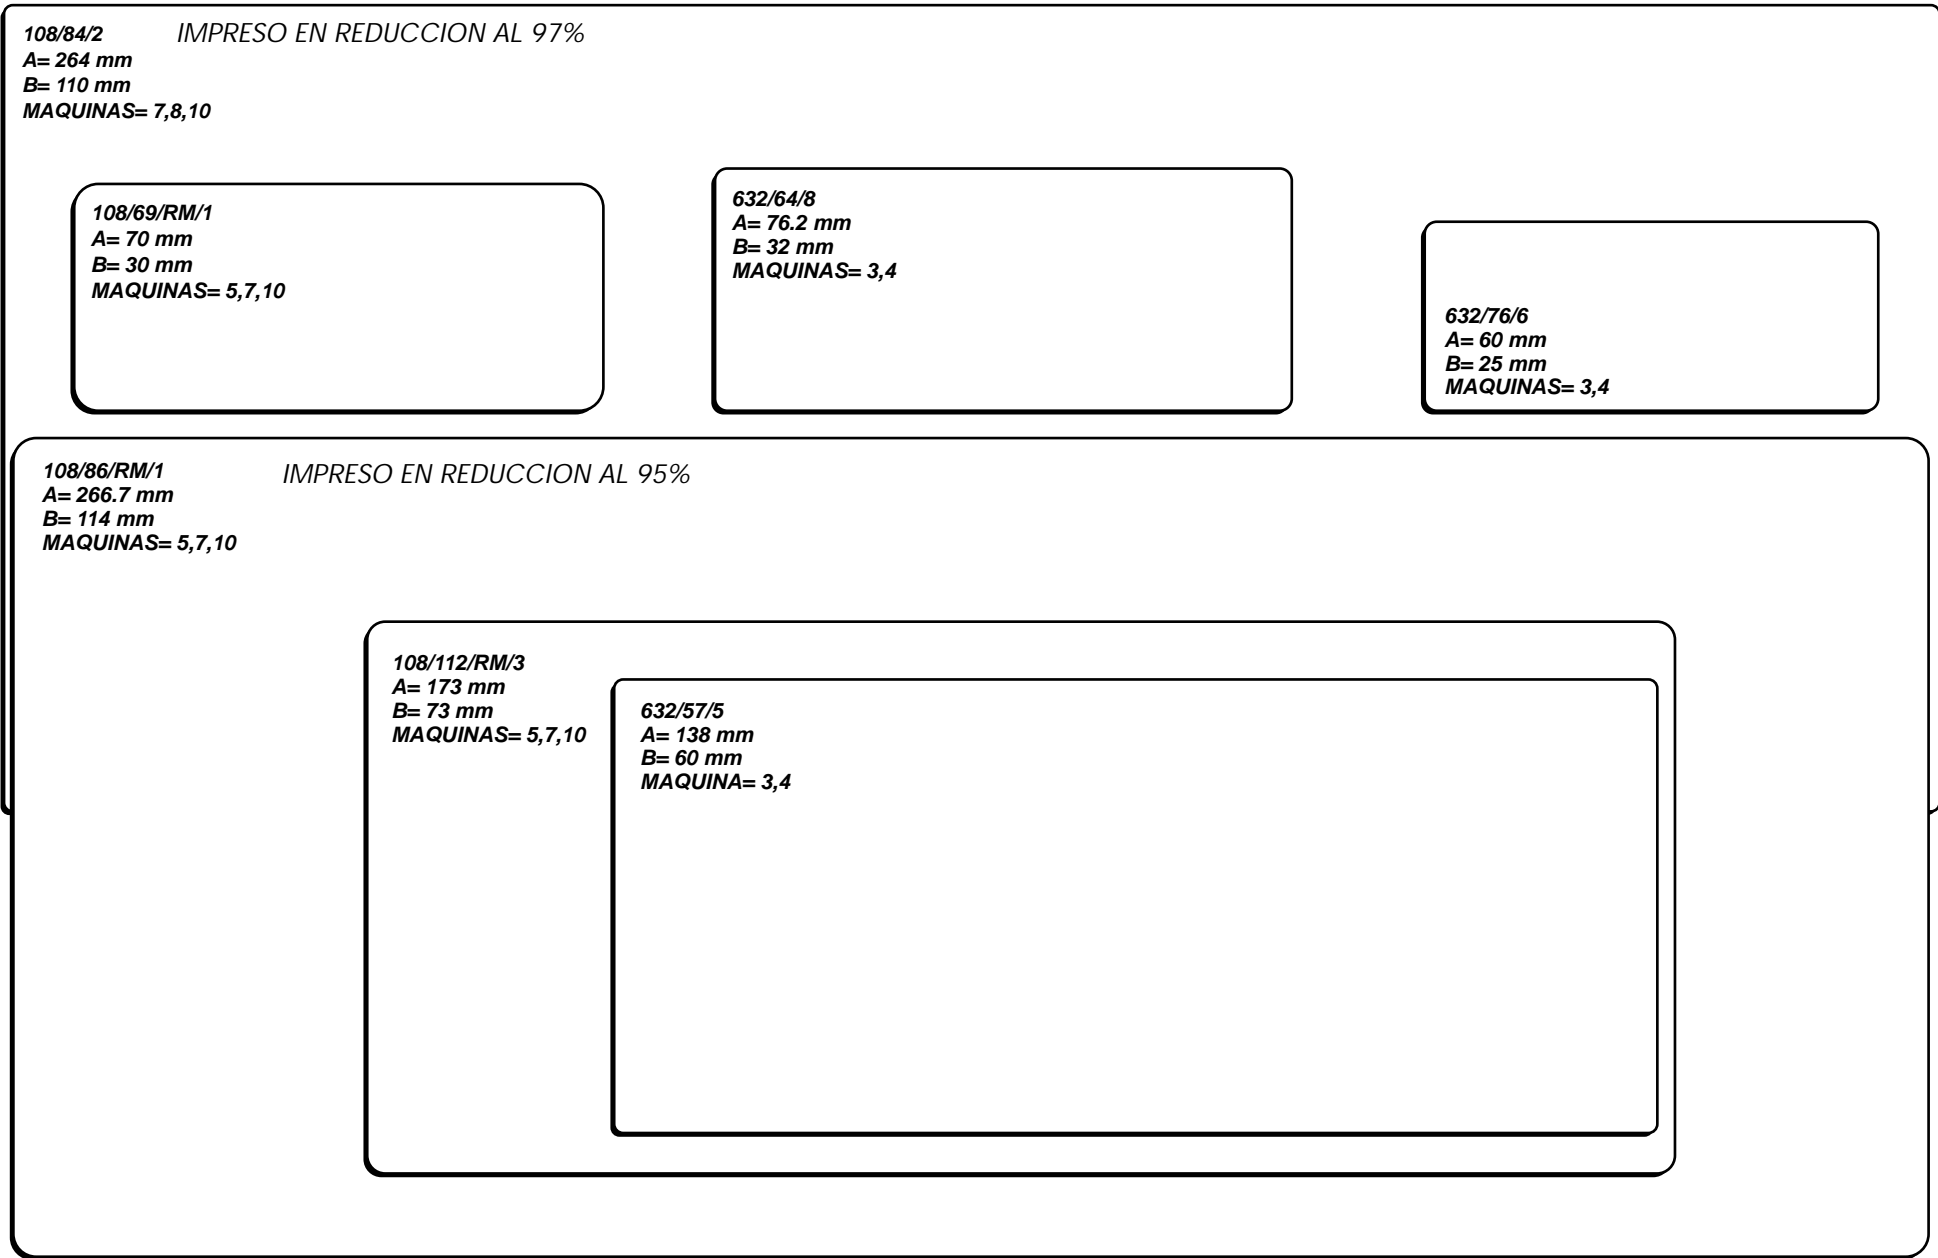 108/84/2 IMPRESO EN REDUCCION AL 97%
A= 264 mm
B= 110 mm
MAQUINAS= 7,8,10
108/69/RM/1
A= 70 mm
B= 30 mm
MAQUINAS= 5,7,10
632/64/8
A= 76.2 mm
B= 32 mm
MAQUINAS= 3,4
632/76/6
A= 60 mm
B= 25 mm
MAQUINAS= 3,4
108/86/RM/1 IMPRESO EN REDUCCION AL 95%
A= 266.7 mm
B= 114 mm
MAQUINAS= 5,7,10
108/112/RM/3
A= 173 mm
B= 73 mm
MAQUINAS= 5,7,10
632/57/5
A= 138 mm
B= 60 mm
MAQUINA= 3,4